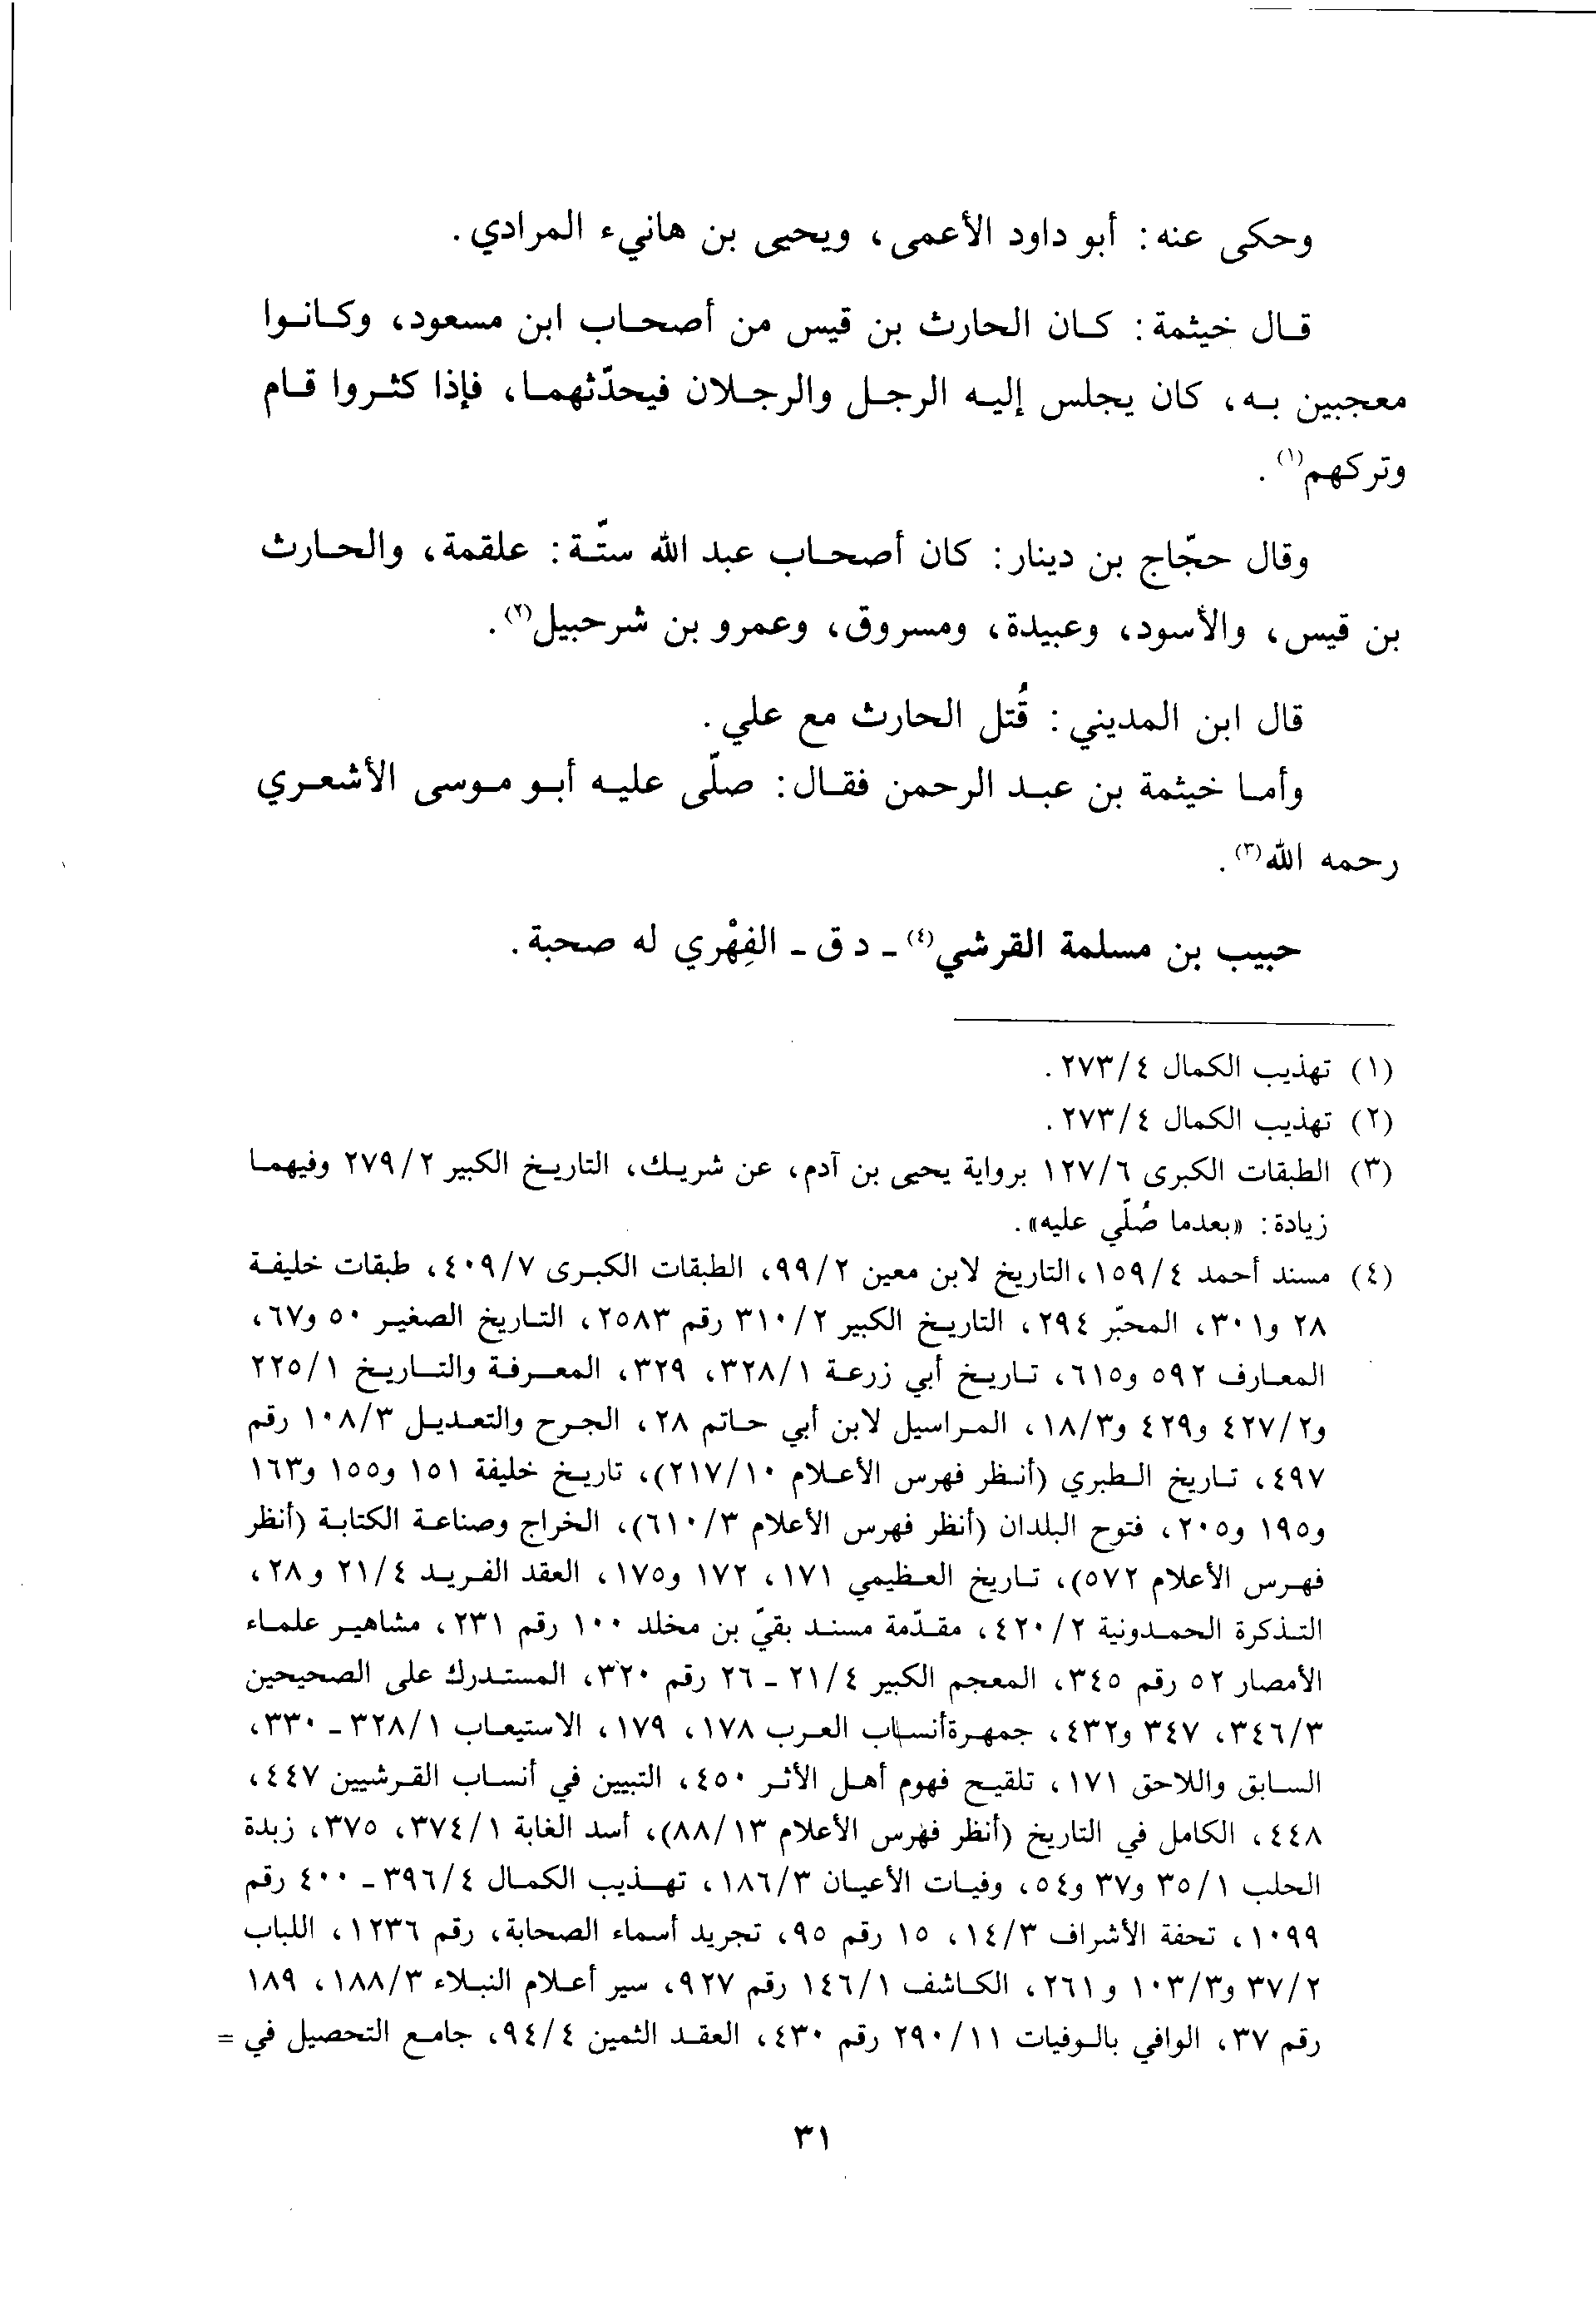 وحكى عنه: أبو داود الأعمى، ويحيى بن هانيء المرادي.
قال خيثمة: كان الحارث بن قيس من أصحاب ابن مسعود، وكانوا
معجبين به، كان يجلس إليه الرجل والرجلان فيحدّثهما، فإذا كثروا قام
وتركهم(١).
وقال حجّاج بن دينار: كان أصحاب عبد الله ستّة: علقمة، والحارث
بن قيس، والأسود، وعبيدة، ومسروق، وعمرو بن شرحبيل(٢).
قال ابن المديني: قُتل الحارث مع علي.
وأما خيثمة بن عبد الرحمن فقال: صلّى عليه أبو موسى الأشعري
رحمه الله(٣).
حبيب بن مسلمة القرشي(٤) - د ق - الفِهْري له صحبة.
(١) تهذيب الكمال ٢٧٣/٤.
(٢) تهذيب الكمال ٢٧٣/٤.
(٣) الطبقات الكبرى ١٢٧/٦ برواية يحيى بن آدم، عن شريك، التاريخ الكبير ٢٧٩/٢ وفيهما
زيادة: «بعدما صُلّي عليه».
(٤) مسند أحمد ١٥٩/٤، التاريخ لابن معين ٩٩/٢، الطبقات الكبرى ٤٠٩/٧، طبقات خليفة
٢٨ و٣٠١، المحبّر ٢٩٤، التاريخ الكبير ٣١٠/٢ رقم ٢٥٨٣، التاريخ الصغير ٥٠ و٦٧،
المعارف ٥٩٢ و٦١٥، تاريخ أبي زرعة ٣٢٨/١، ٣٢٩، المعرفة والتاريخ ٢٢٥/١
و٤٢٧/٢ و٤٢٩ و١٨/٣، المراسيل لابن أبي حاتم ٢٨، الجرح والتعديل ١٠٨/٣ رقم
٤٩٧، تاريخ الطبري (أنظر فهرس الأعلام ٢١٧/١٠)، تاريخ خليفة ١٥١ و١٥٥ و١٦٣
و١٩٥ و٢٠٥، فتوح البلدان (أنظر فهرس الأعلام ٦١٠/٣)، الخراج وصناعة الكتابة (أنظر
فهرس الأعلام ٥٧٢)، تاريخ العظيمي ١٧١، ١٧٢ و١٧٥، العقد الفريد ٢١/٤ و٢٨،
التذكرة الحمدونية ٤٢٠/٢، مقدّمة مسند بقيّ بن مخلد ١٠٠ رقم ٢٣١، مشاهير علماء
الأمصار ٥٢ رقم ٣٤٥، المعجم الكبير ٢١/٤ - ٢٦ رقم ٣٢٠، المستدرك على الصحيحين
٣٤٦/٣، ٣٤٧ و٤٣٢، جمهرة أنساب العرب ١٧٨، ١٧٩، الاستيعاب ٣٢٨/١ - ٣٣٠،
السابق واللاحق ١٧١، تلقيح فهوم أهل الأثر ٤٥٠، التبيين في أنساب القرشيين ٤٤٧،
٤٤٨، الكامل في التاريخ (أنظر فهرس الأعلام ٨٨/١٣)، أسد الغابة ٣٧٤/١، ٣٧٥، زبدة
الحلب ٣٥/١ و٣٧ و٥٤، وفيات الأعيان ١٨٦/٣، تهذيب الكمال ٣٩٦/٤ - ٤٠٠ رقم
١٠٩٩، تحفة الأشراف ١٤/٣، ١٥ رقم ٩٥، تجريد أسماء الصحابة، رقم ١٢٣٦، اللباب
٣٧/٢ و١٠٣/٣ و٢٦١، الكاشف ١٤٦/١ رقم ٩٢٧، سير أعلام النبلاء ١٨٨/٣، ١٨٩
رقم ٣٧، الوافي بالوفيات ٢٩٠/١١ رقم ٤٣٠، العقد الثمين ٩٤/٤، جامع التحصيل في =
٣١